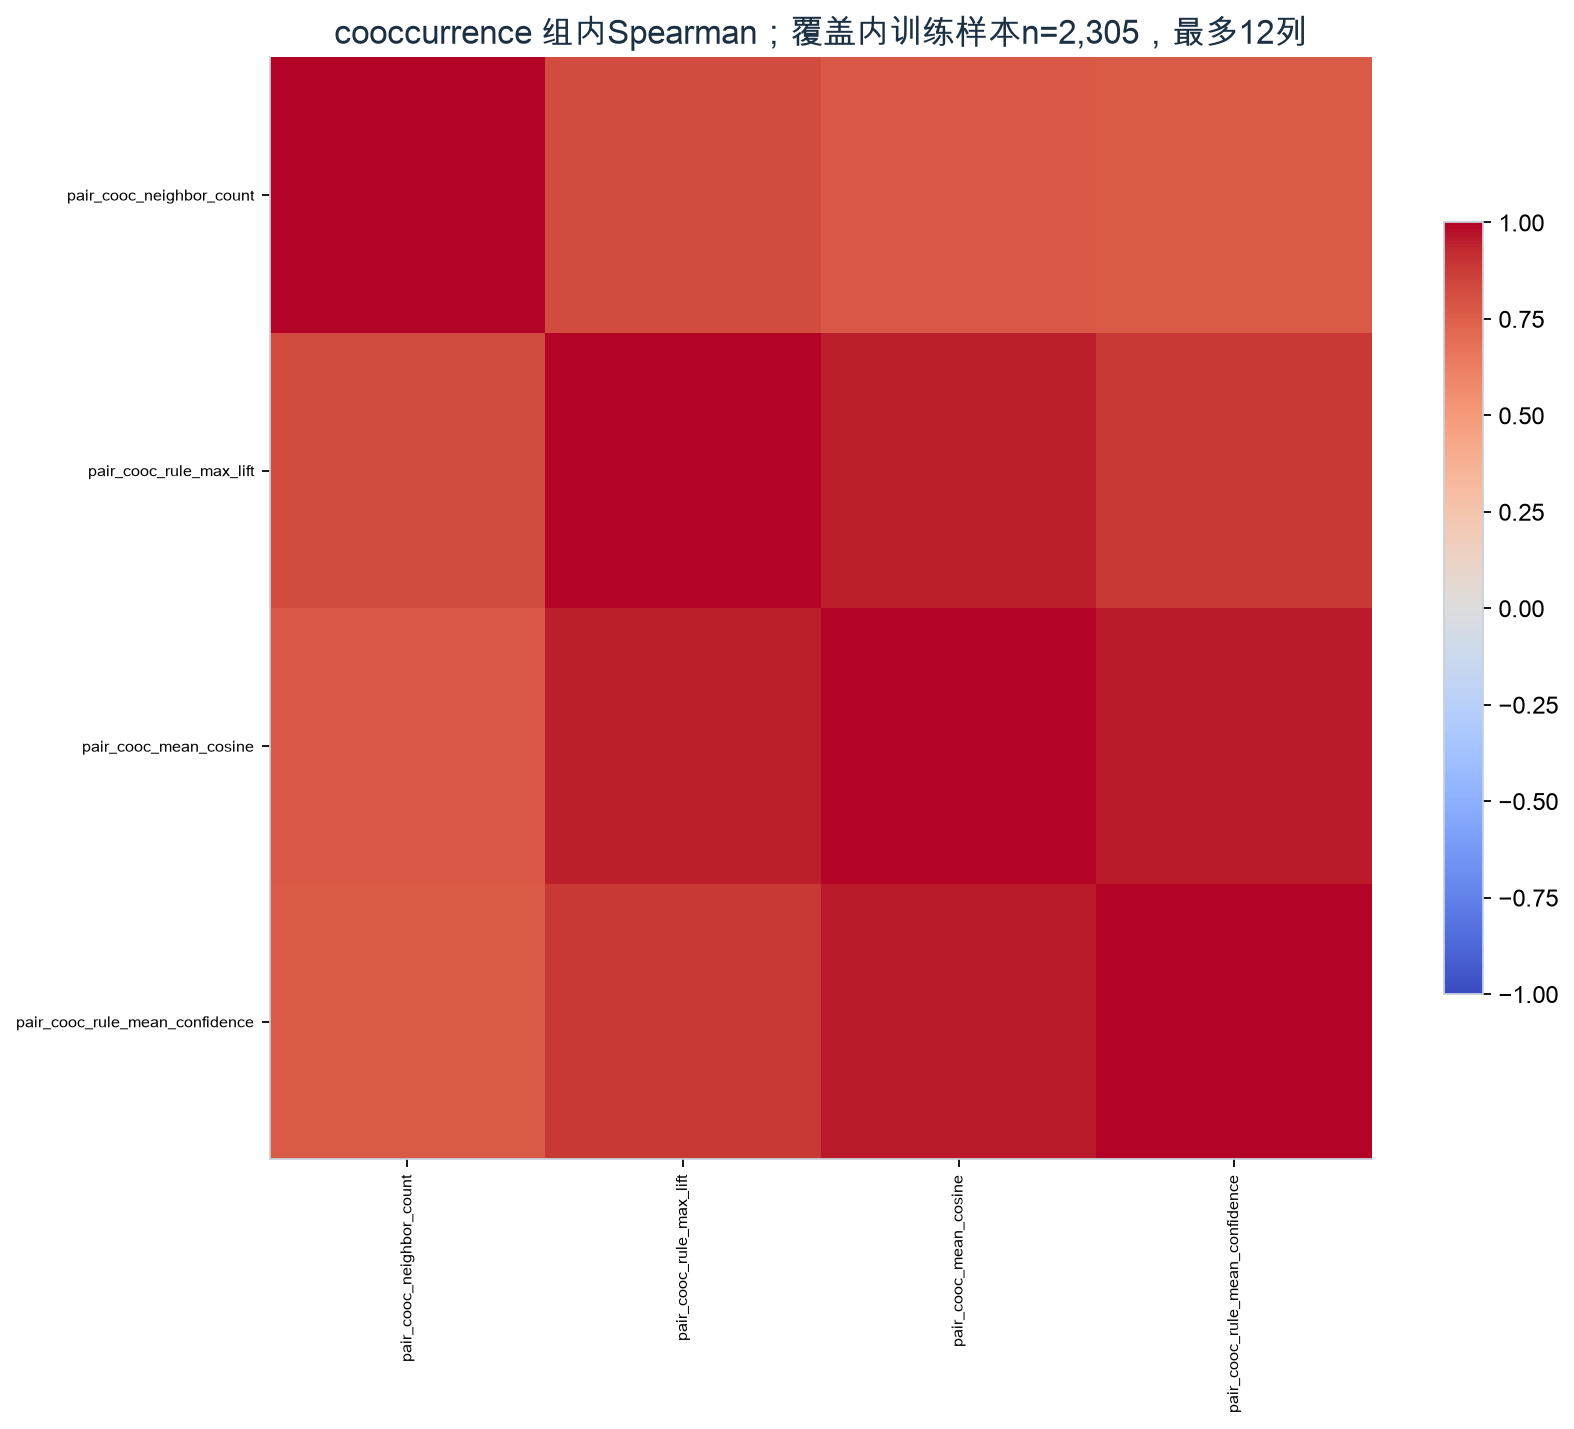 cooccurrence 组内Spearman；覆盖内训练样本n=2,305，最多12列
pair_cooc_neighbor_count
pair_cooc_rule_max_lift
pair_cooc_mean_cosine
pair_cooc_rule_mean_confidence
pair_cooc_neighbor_count
pair_cooc_rule_max_lift
pair_cooc_mean_cosine
pair_cooc_rule_mean_confidence
1.00
0.75
0.50
0.25
0.00
−0.25
−0.50
−0.75
−1.00